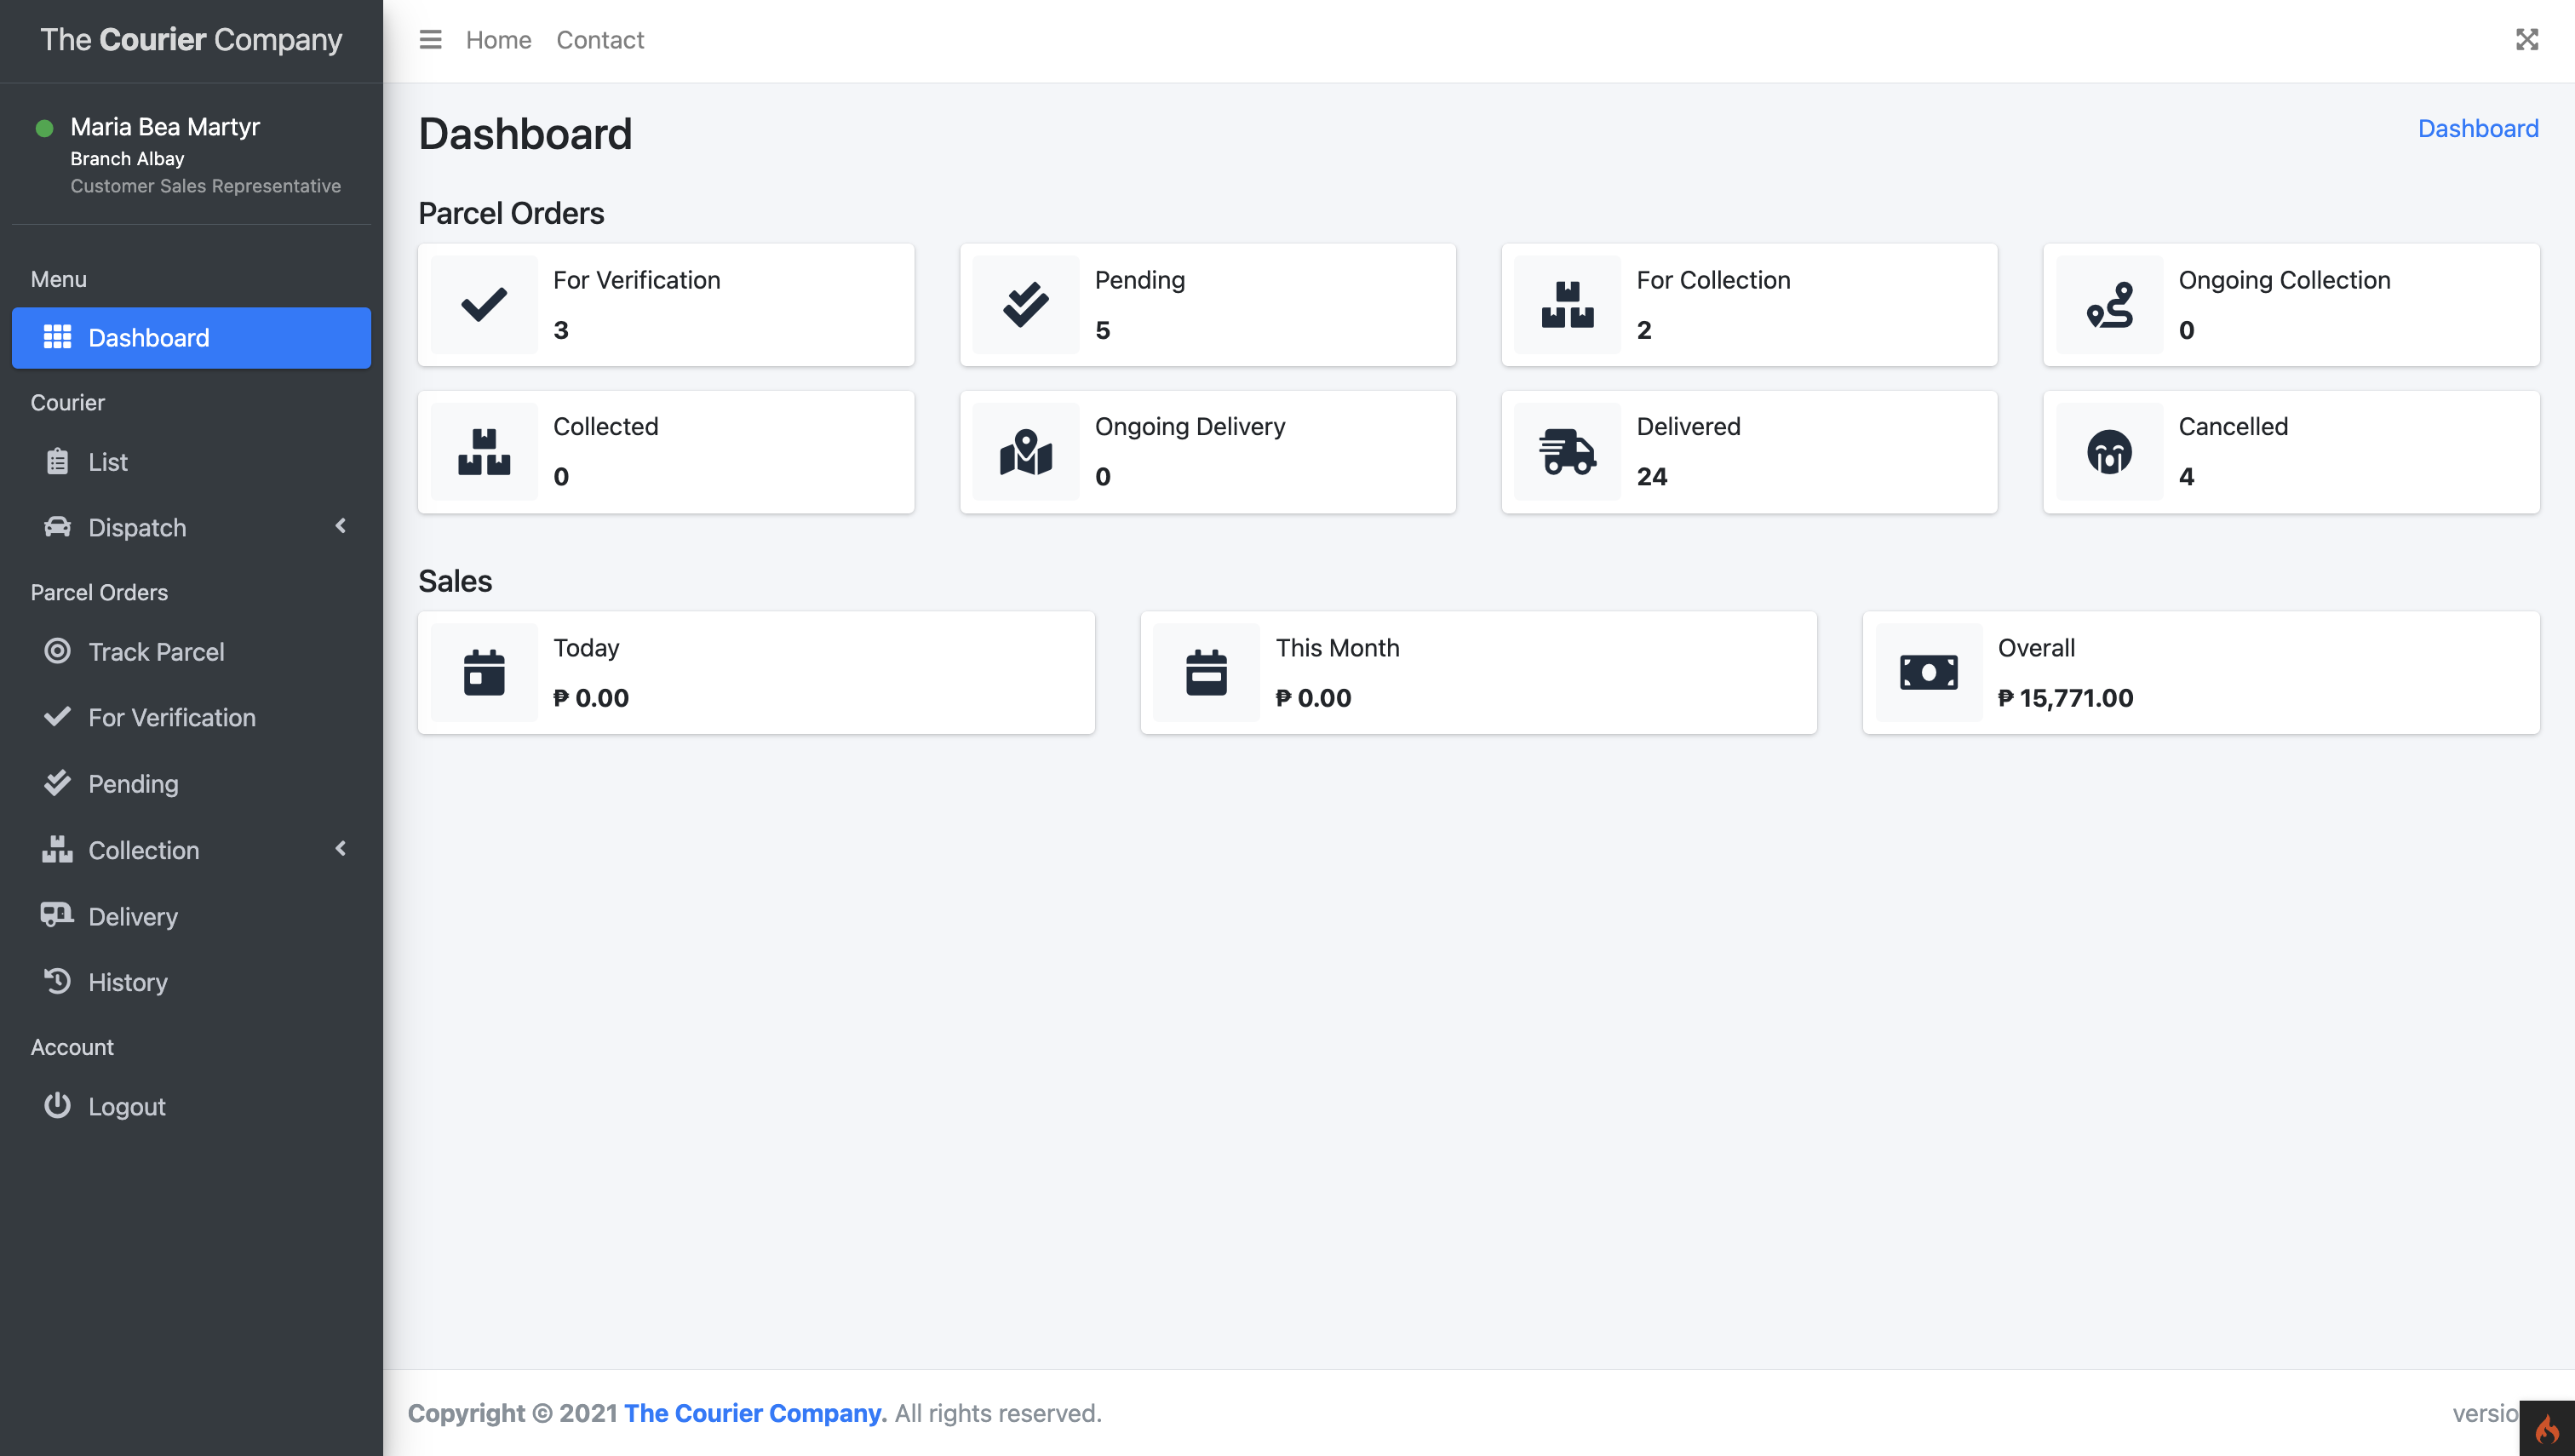 The Courier Company
Home Contact
Maria Bea Martyr
Branch Albay
Customer Sales Representative
Menu
Dashboard
Courier
List
Dispatch
Parcel Orders
Track Parcel
For Verification
Pending
Collection
Delivery
History
Account
Logout
Dashboard
Dashboard
Parcel Orders
For Verification
3
Pending
5
For Collection
2
Ongoing Collection
0
Collected
0
Ongoing Delivery
0
Delivered
24
Cancelled
4
Sales
Today
₱ 0.00
This Month
₱ 0.00
Overall
₱ 15,771.00
Copyright © 2021 The Courier Company. All rights reserved.
versio